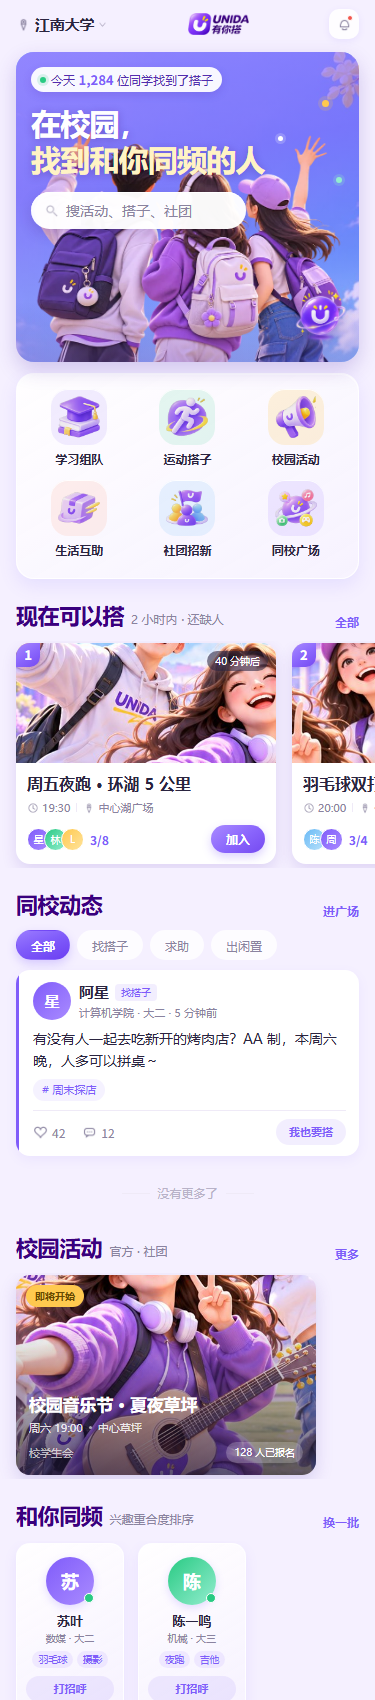 江南大学
UNIDA
有你搭
今天 1,284 位同学找到了搭子
在校园，
找到和你同频的人
搜活动、搭子、社团
学习组队 运动搭子 校园活动
生活互助 社团招新 同校广场
现在可以搭 2 小时内 · 还缺人 全部
1 40 分钟后 2
周五夜跑 • 环湖 5 公里 羽毛球双打
19:30 中心湖广场 20:00
星 林 L 3/8 加入 陈 周 3/4
同校动态 进广场
全部 找搭子 求助 出闲置
星 阿星 找搭子
计算机学院 · 大二 · 5 分钟前
有没有人一起去吃新开的烤肉店？AA 制，本周六
晚，人多可以拼桌～
# 周末探店
42 12 我也要搭
没有更多了
校园活动 官方 · 社团 更多
即将开始
校园音乐节 • 夏夜草坪
周六 19:00 • 中心草坪
校学生会 128 人已报名
和你同频 兴趣重合度排序 换一批
苏 陈
苏叶 陈一鸣
数媒 · 大二 机械 · 大三
羽毛球 摄影 夜跑 吉他
打招呼 打招呼